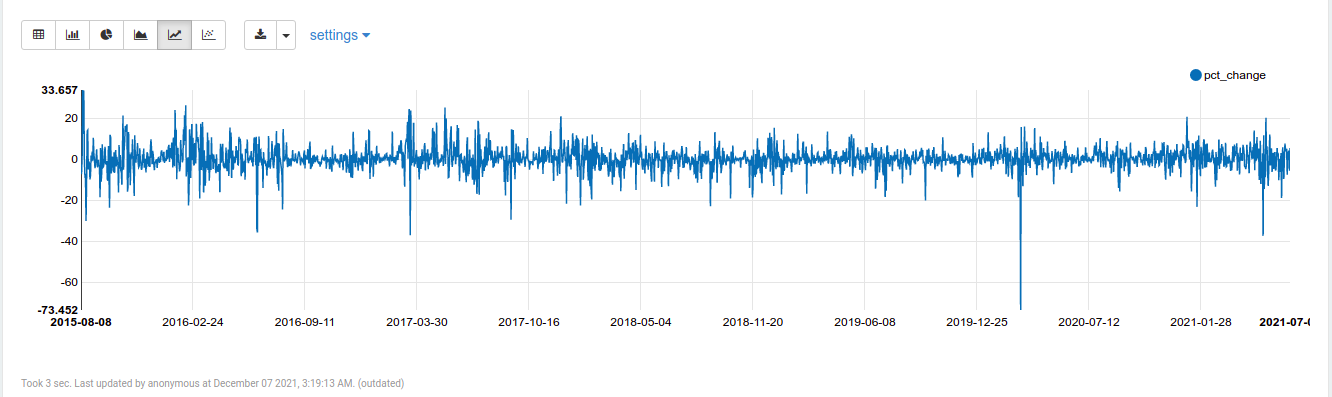 settings
pct_change
33.657
20
0
-20
-40
-60
-73.452
2015-08-08 2016-02-24 2016-09-11 2017-03-30 2017-10-16 2018-05-04 2018-11-20 2019-06-08 2019-12-25 2020-07-12 2021-01-28 2021-07-0
Took 3 sec. Last updated by anonymous at December 07 2021, 3:19:13 AM. (outdated)